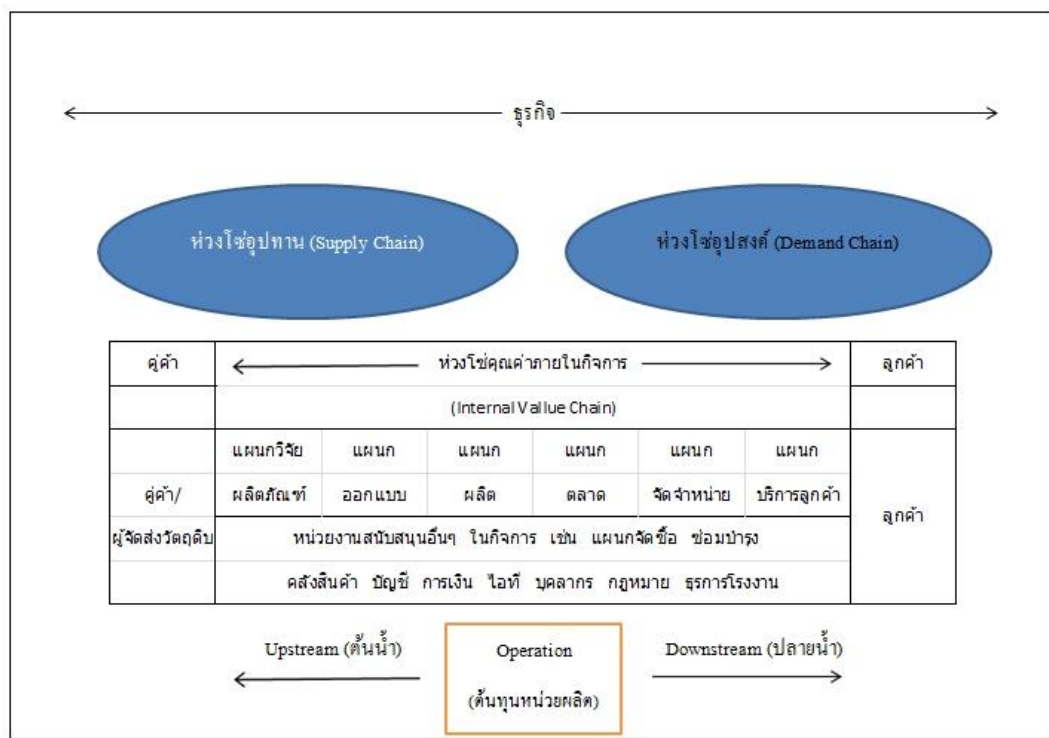 ธุรกิจ
ห่วงโซ่อุปทาน (Supply Chain)
ห่วงโซ่อุปสงค์ (Demand Chain)
คู่ค้า
ห่วงโซ่คุณค่าภายในกิจการ
ลูกค้า
(Internal Vallue Chain)
แผนกวิจัย แผนก แผนก แผนก แผนก แผนก
คู่ค้า/ ผลิตภัณฑ์ ออกแบบ ผลิต ตลาด จัดจำหน่าย บริการลูกค้า
ลูกค้า
ผู้จัดส่งวัตฤดิบ หน่วยงานสนับสนุนอื่นๆ ในกิจการ เช่น แผนกจัดซื้อ ซ่อมบำรุง
คลังสินค้า บัญชี การเงิน ไอที บุคลากร กฎหมาย ธุรการโรงงาน
Upstream (ต้นน้ำ)
Operation
Downstream (ปลายน้ำ)
(ต้นทุนหน่วยผลิต)